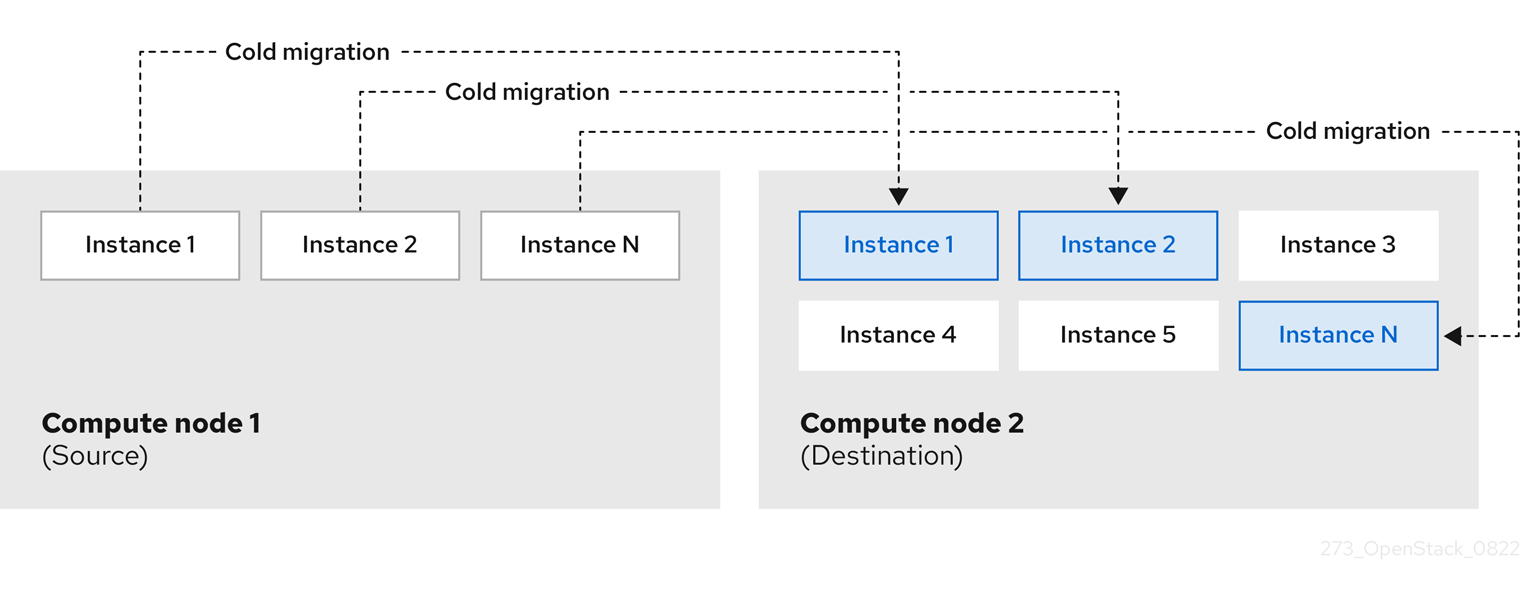 Cold migration
Cold migration
Cold migration
Instance 1
Instance 2
Instance N
Compute node 1
(Source)
Instance 1
Instance 2
Instance 3
Instance 4
Instance 5
Instance N
Compute node 2
(Destination)
273_OpenStack_0822